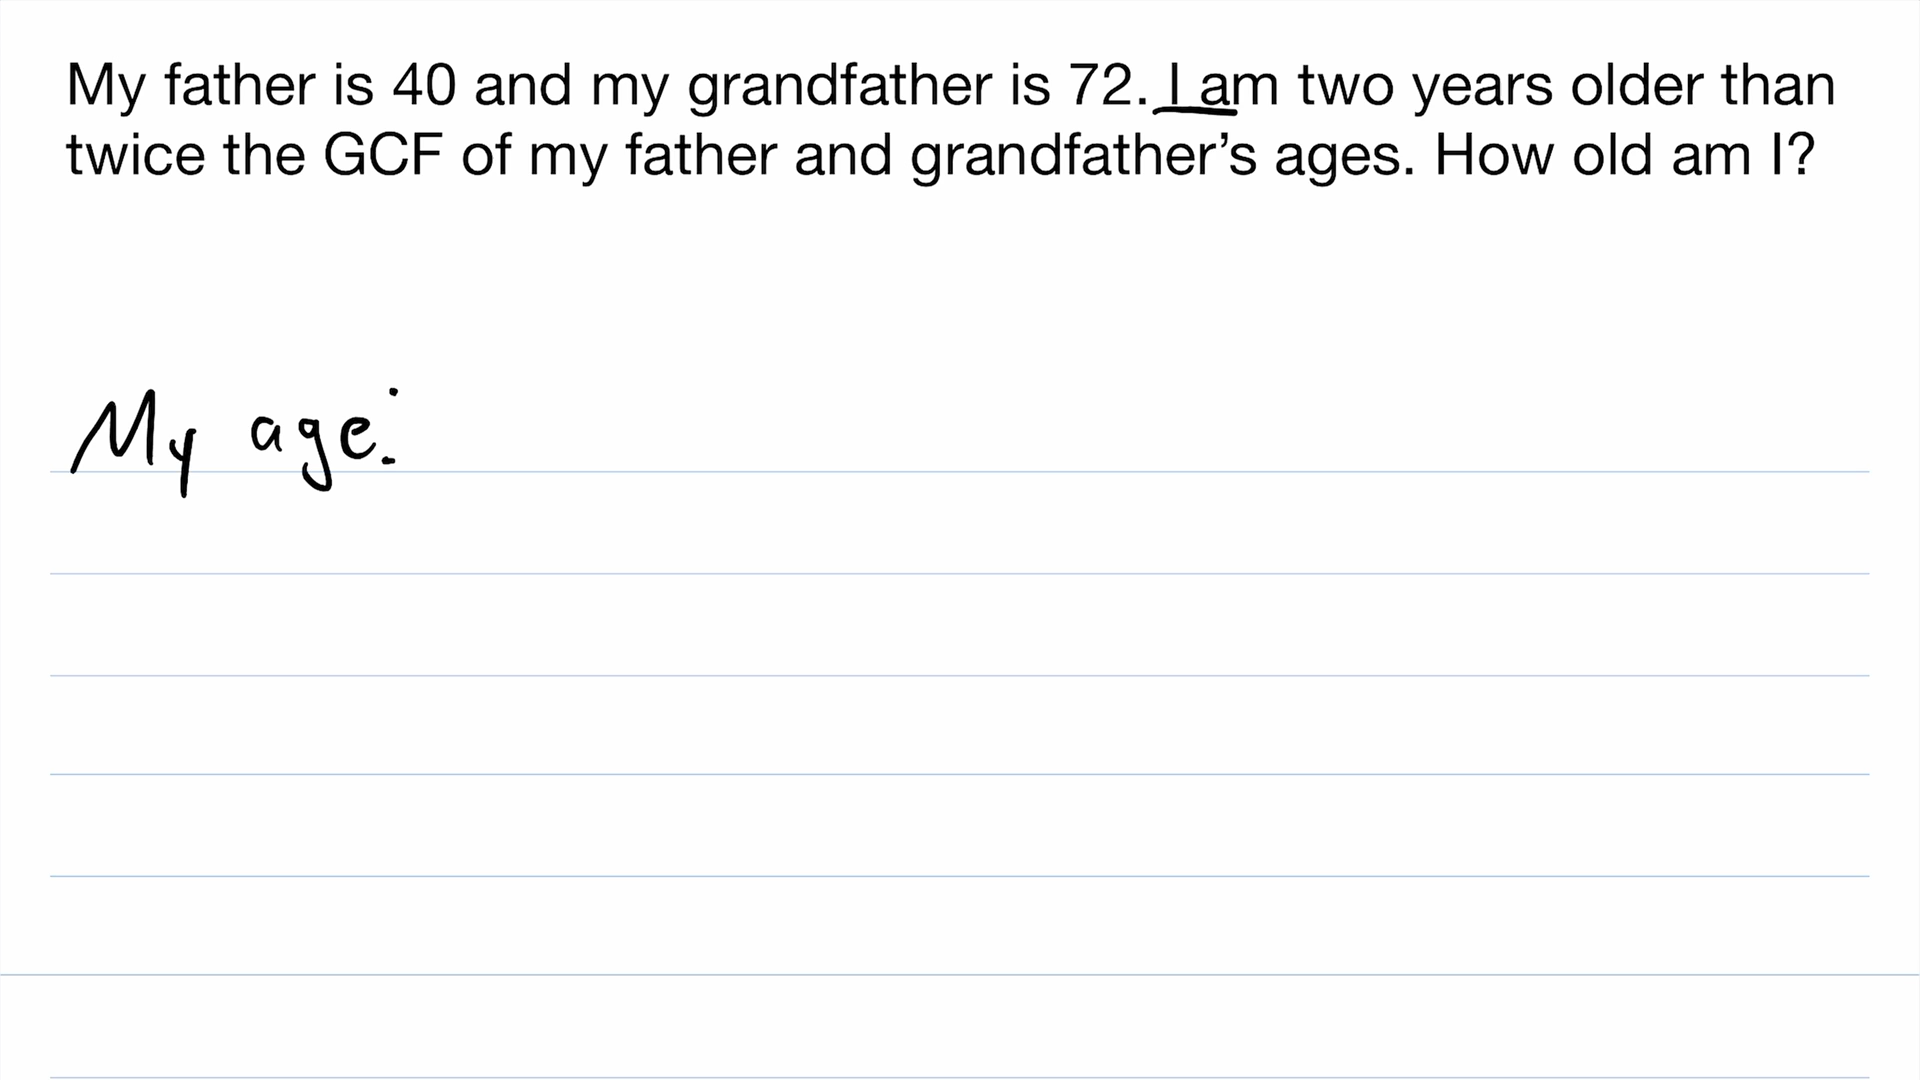 My father is 40 and my grandfather is 72. I am two years older than
twice the GCF of my father and grandfather’s ages. How old am I?
My age: